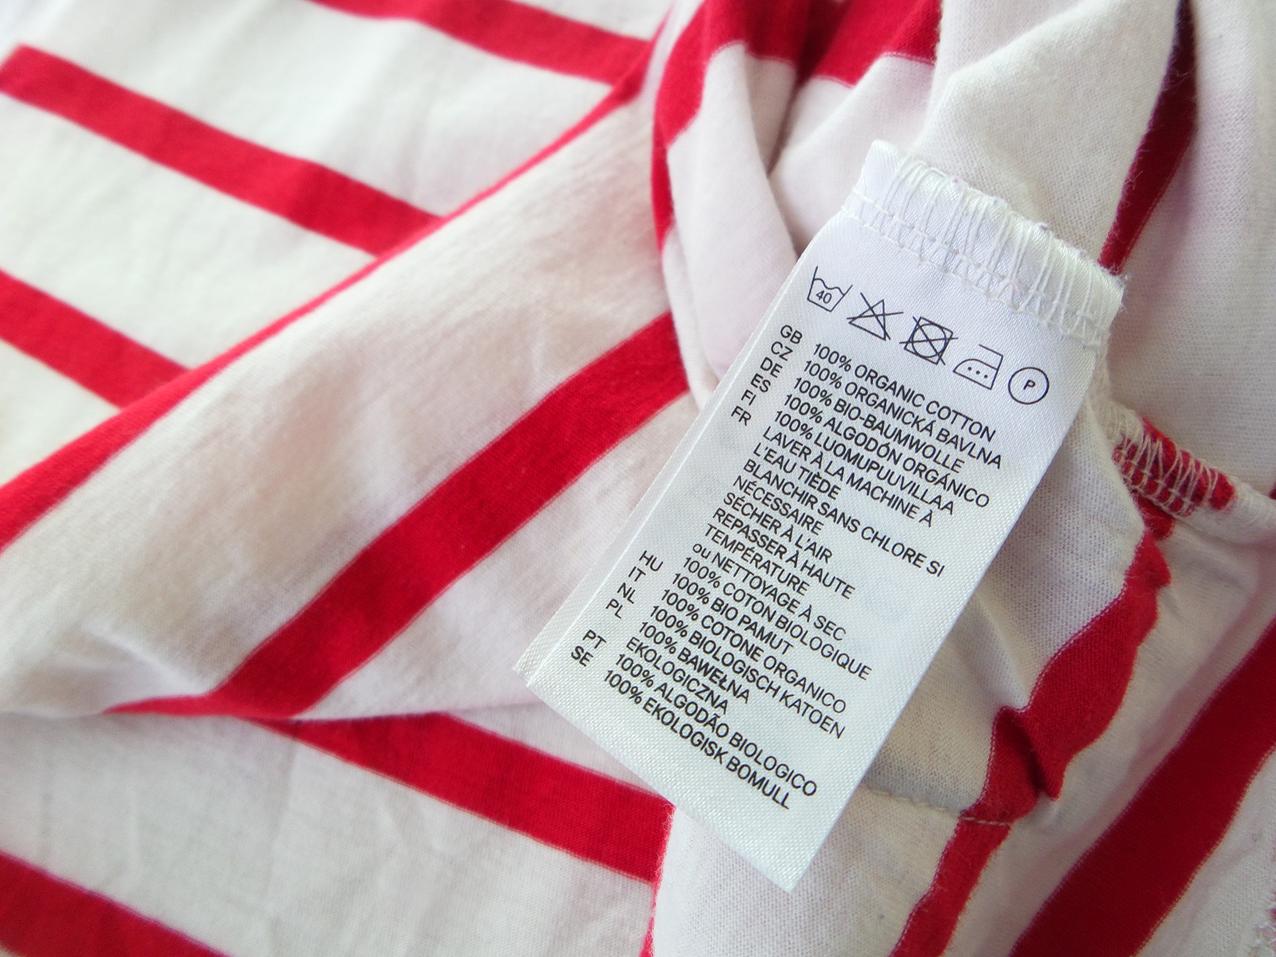 40
P
GB 100% ORGANIC COTTON
CZ 100% ORGANICKÁ BAVLNA
DE 100% BIO-BAUMWOLLE
ES 100% ALGODÓN ORGÁNICO
FI 100% LUOMUPUUVILLAA
FR LAVER À LA MACHINE À
L'EAU TIÈDE
BLANCHIR SANS CHLORE SI
NÉCESSAIRE
SÉCHER À L'AIR
REPASSER À HAUTE
TEMPÉRATURE
ou NETTOYAGE À SEC
100% COTON BIOLOGIQUE
HU 100% BIO PAMUT
IT 100% COTONE ORGANICO
NL 100% BIOLOGISCH KATOEN
PL 100% BAWEŁNA
EKOLOGICZNA
PT 100% ALGODÃO BIOLOGICO
SE 100% EKOLOGISK BOMULL